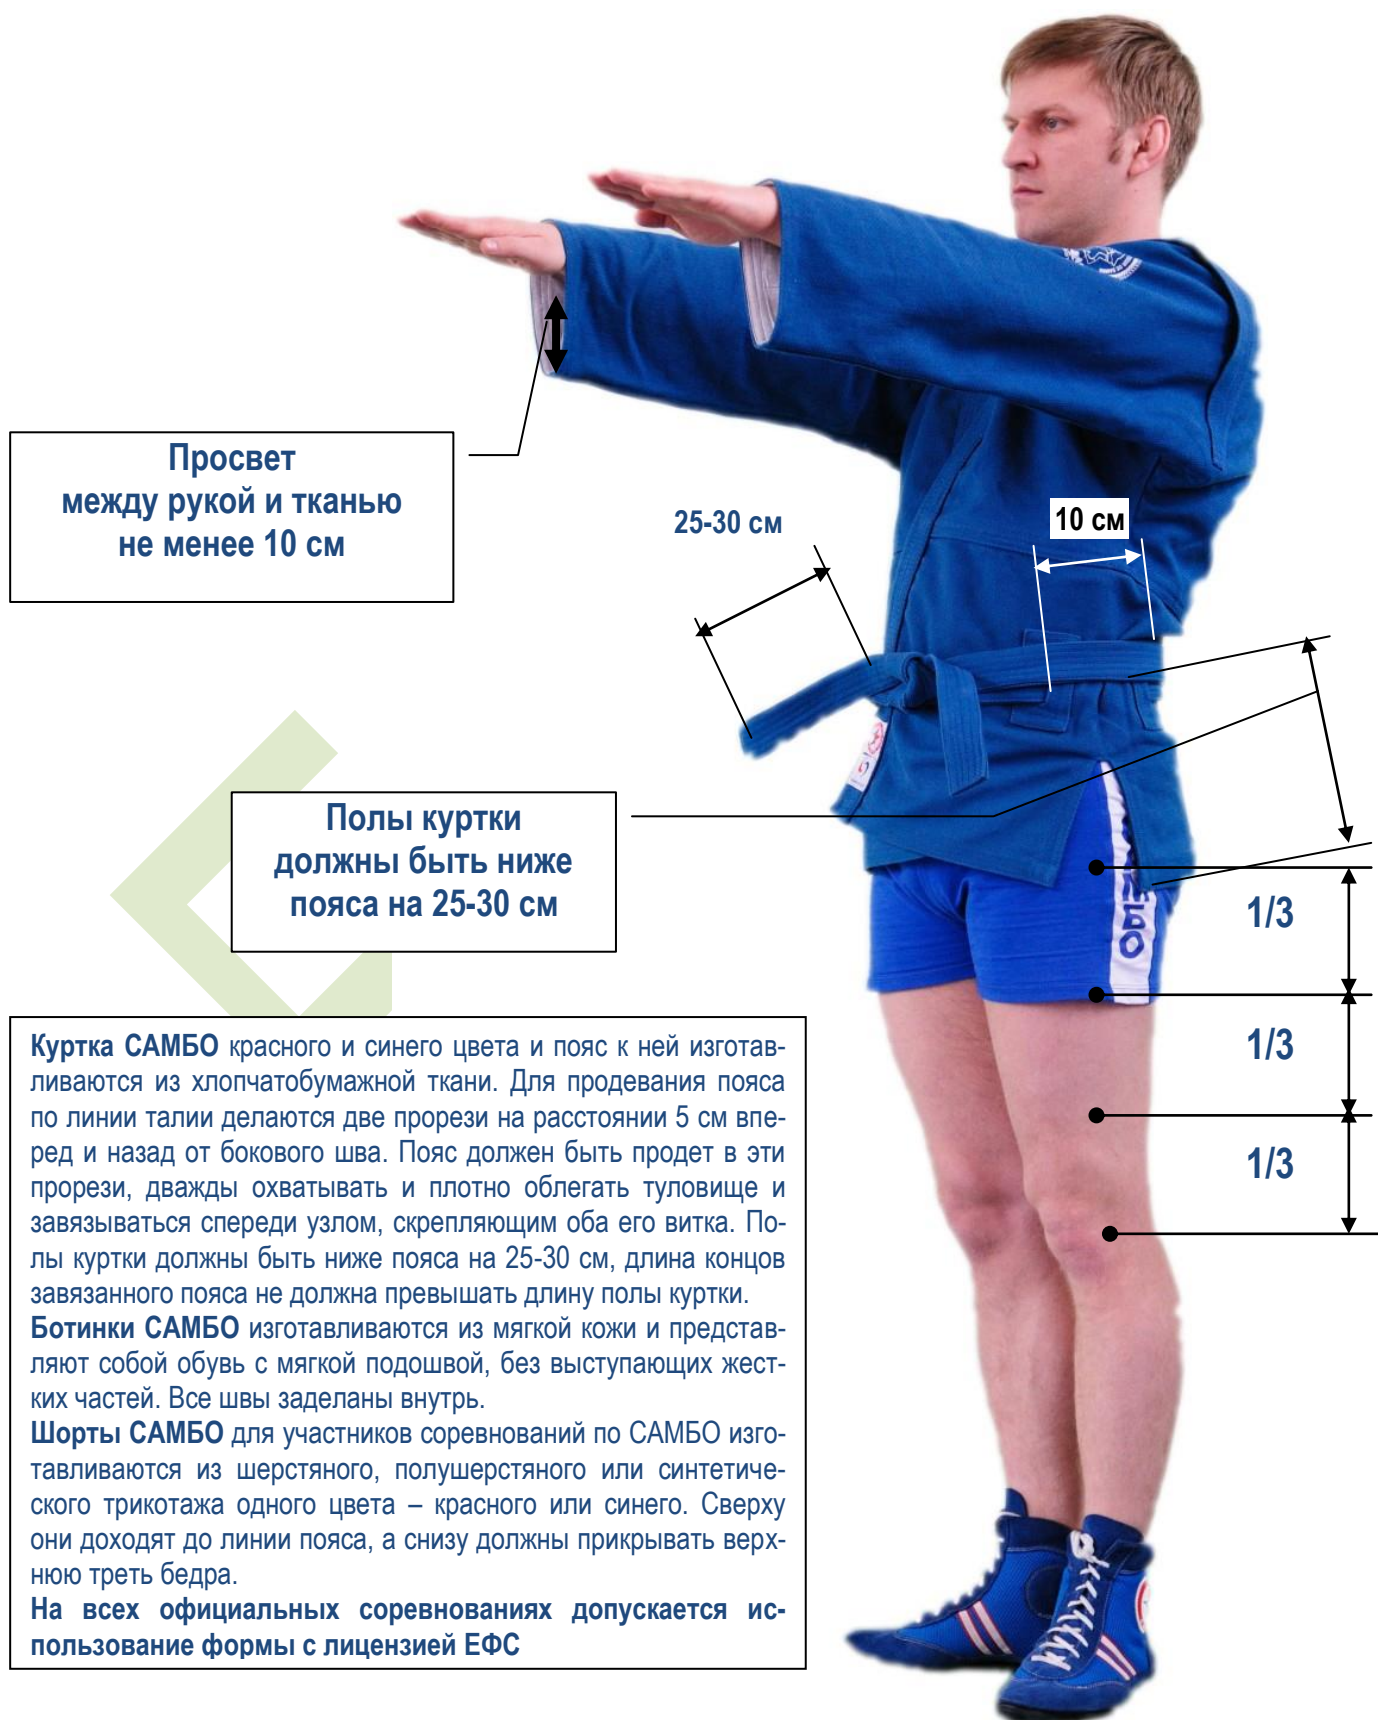 Просвет
между рукой и тканью
не менее 10 см
25-30 см
10 см
Полы куртки
должны быть ниже
пояса на 25-30 см
БО
1/3
1/3
1/3
Куртка САМБО красного и синего цвета и пояс к ней изготав-
ливаются из хлопчатобумажной ткани. Для продевания пояса
по линии талии делаются две прорези на расстоянии 5 см впе-
ред и назад от бокового шва. Пояс должен быть продет в эти
прорези, дважды охватывать и плотно облегать туловище и
завязываться спереди узлом, скрепляющим оба его витка. По-
лы куртки должны быть ниже пояса на 25-30 см, длина концов
завязанного пояса не должна превышать длину полы куртки.
Ботинки САМБО изготавливаются из мягкой кожи и представ-
ляют собой обувь с мягкой подошвой, без выступающих жест-
ких частей. Все швы заделаны внутрь.
Шорты САМБО для участников соревнований по САМБО изго-
тавливаются из шерстяного, полушерстяного или синтетиче-
ского трикотажа одного цвета – красного или синего. Сверху
они доходят до линии пояса, а снизу должны прикрывать верх-
нюю треть бедра.
На всех официальных соревнованиях допускается ис-
пользование формы с лицензией ЕФС